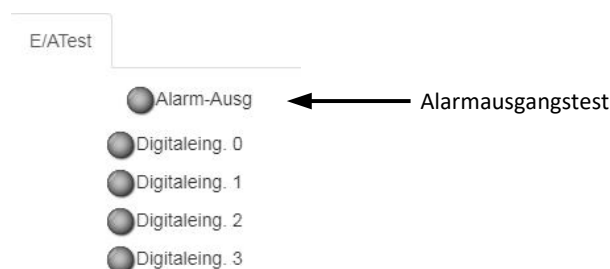 E/ATest
Alarm-Ausg
Alarmausgangstest
Digitaleing. 0
Digitaleing. 1
Digitaleing. 2
Digitaleing. 3